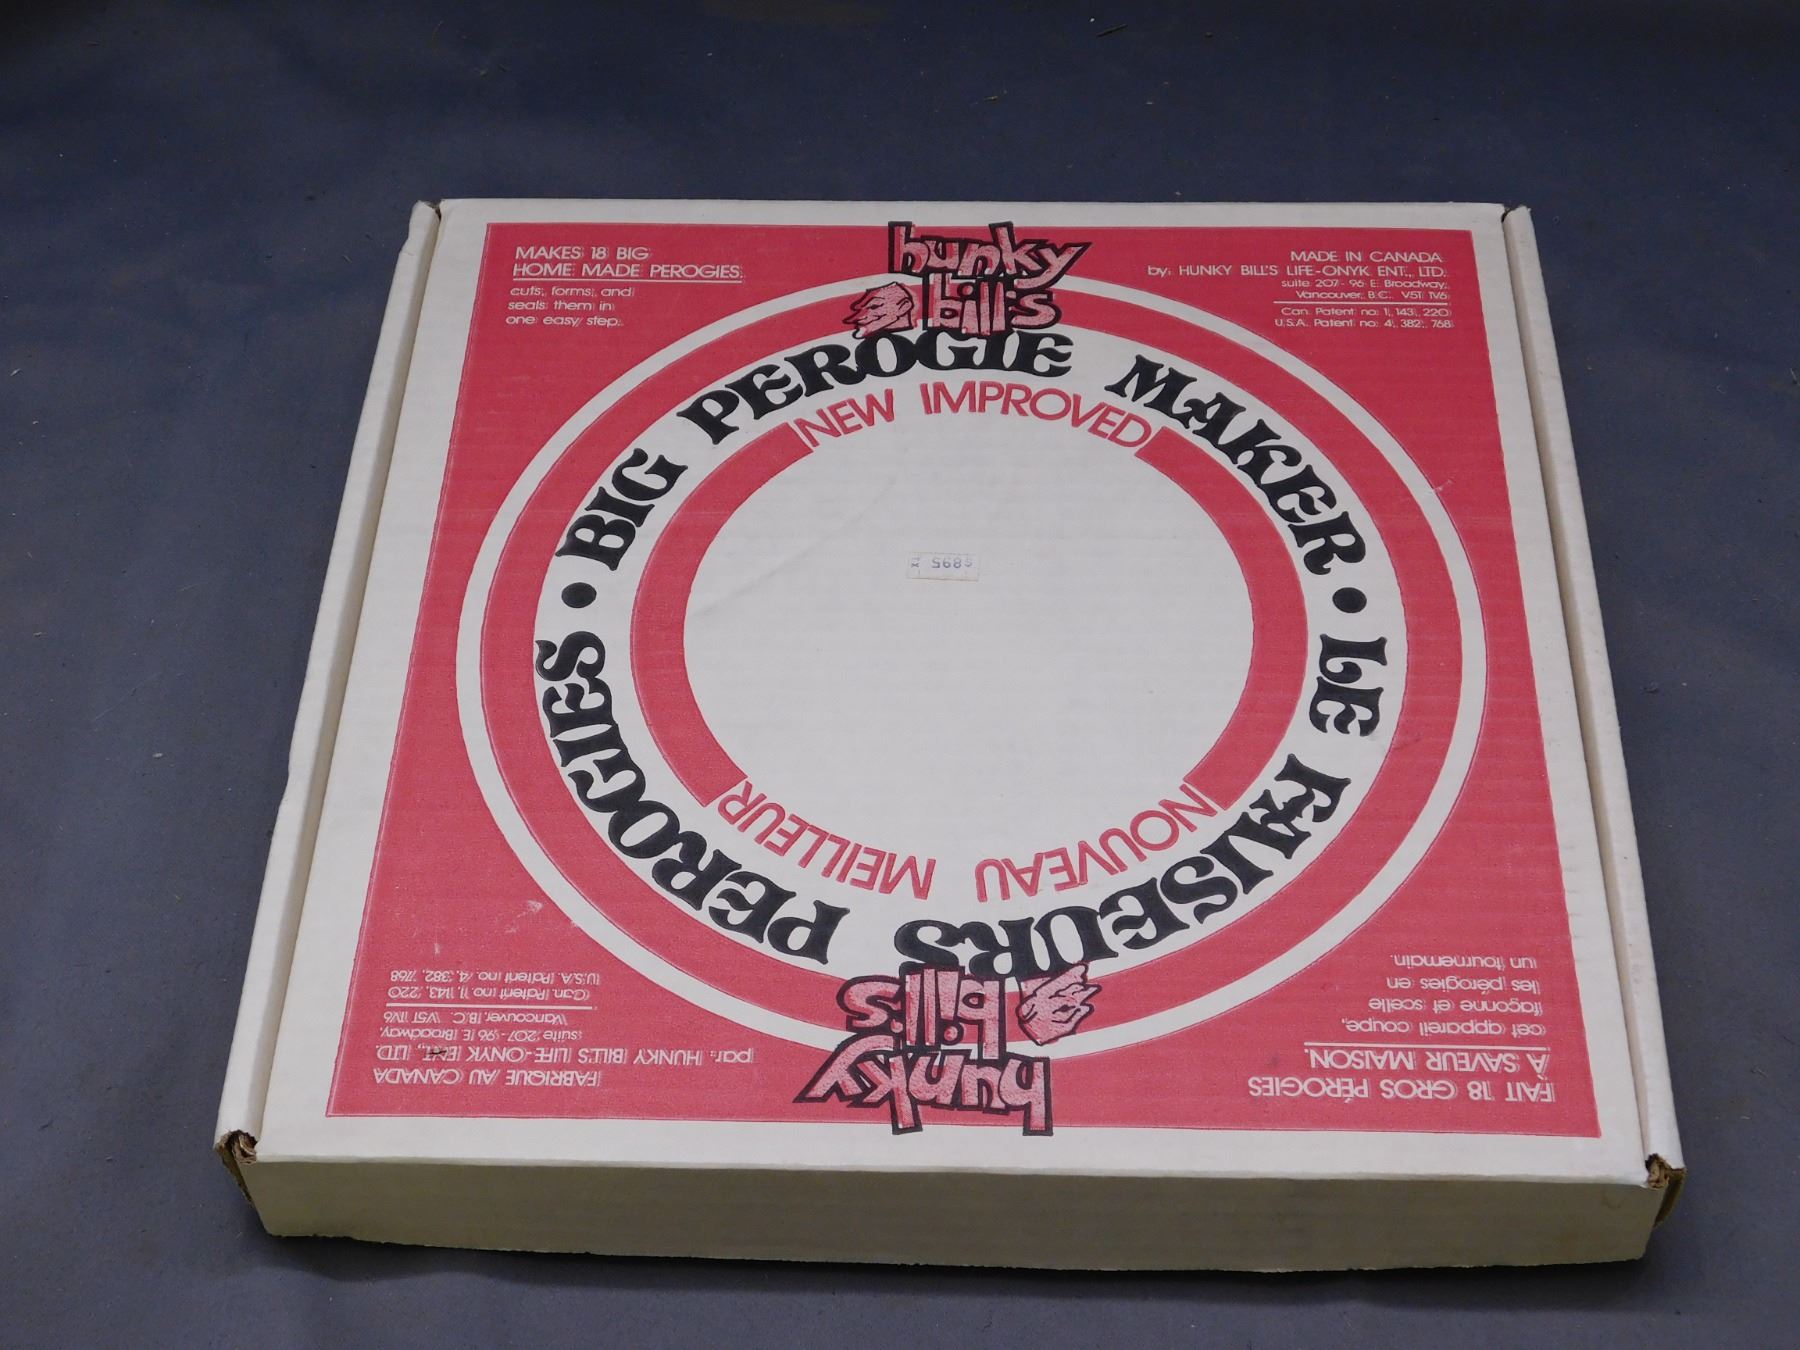 MAKES 18 BIG
HOME MADE PEROGIES.
cuts, forms, and
seals them in
one easy step.
hunky
bill's
MADE IN CANADA
by: HUNKY BILL'S LIFE-ONYK ENT., LTD.
suite 207-96 E. Broadway,
Vancouver, B.C. V5T 1V6
Can. Patent no: 1, 143, 220
U.S.A. Patent no: 4, 382, 768
BIG PEROGIE MAKER
NEW IMPROVED
$895 TX
• LE FAISEURS PEROGIES •
NOUVEAU MEILLEUR
hunky
bill's
FAIT 18 GROS PÉROGIES
À SAVEUR MAISON.
cet appareil coupe,
façonne et scelle
les pérogies en
un tournemain.
FABRIQUE AU CANADA
par: HUNKY BILL'S LIFE-ONYK ENT., LTD.
suite 207-96 E. Broadway,
Vancouver, B.C. V5T 1V6
Can. Patent no. 1, 143, 220
U.S.A. Patent no. 4, 382, 768